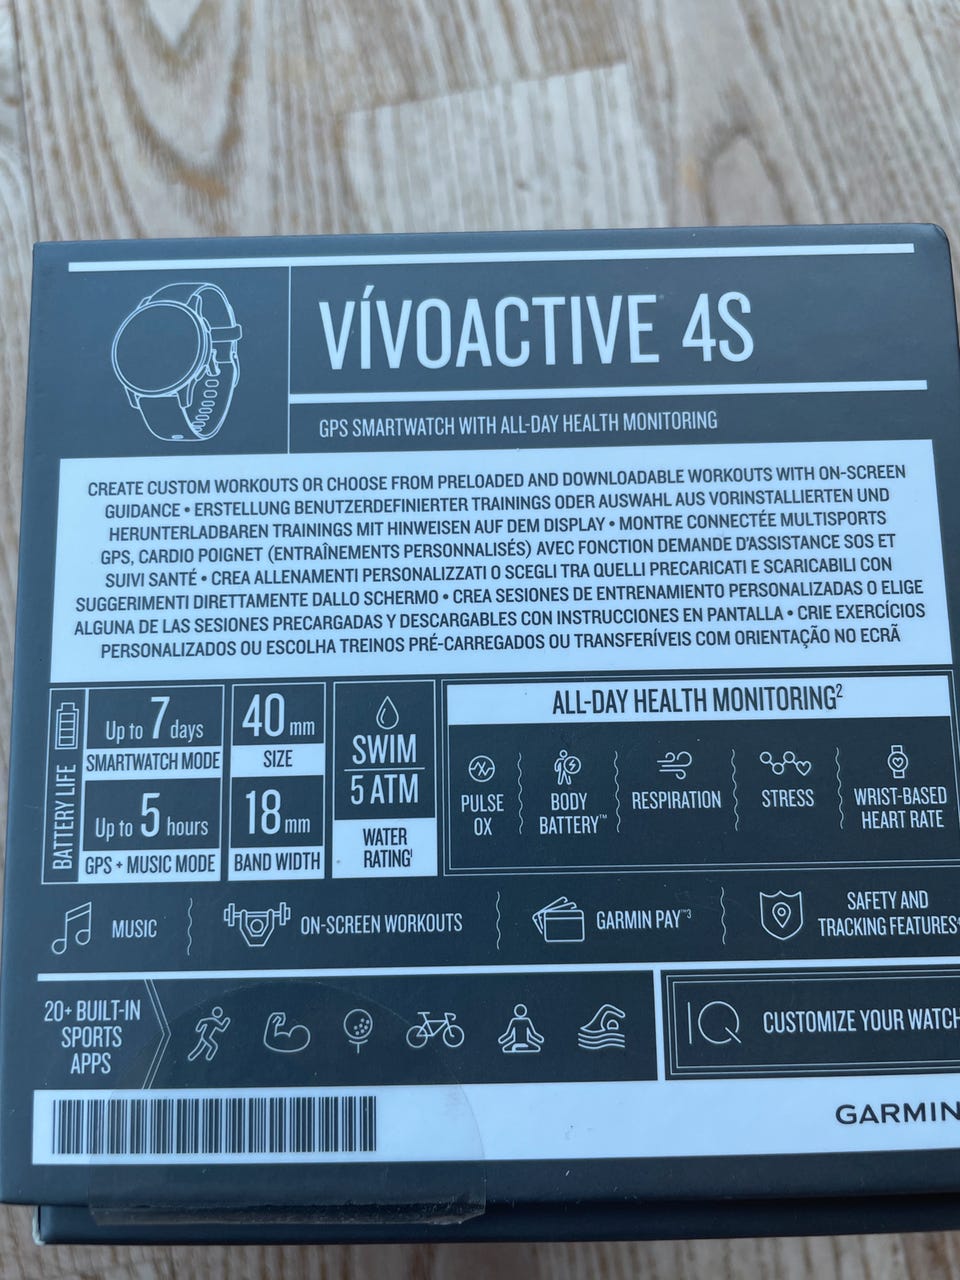 VÍVOACTIVE® 4S
GPS SMARTWATCH WITH ALL-DAY HEALTH MONITORING
CREATE CUSTOM WORKOUTS OR CHOOSE FROM PRELOADED AND DOWNLOADABLE WORKOUTS WITH ON-SCREEN
GUIDANCE • ERSTELLUNG BENUTZERDEFINIERTER TRAININGS ODER AUSWAHL AUS VORINSTALLIERTEN UND
HERUNTERLADBAREN TRAININGS MIT HINWEISEN AUF DEM DISPLAY • MONTRE CONNECTÉE MULTISPORTS
GPS, CARDIO POIGNET (ENTRAÎNEMENTS PERSONNALISÉS) AVEC FONCTION DEMANDE D'ASSISTANCE SOS ET
SUIVI SANTÉ • CREA ALLENAMENTI PERSONALIZZATI O SCEGLI TRA QUELLI PRECARICATI E SCARICABILI CON
SUGGERIMENTI DIRETTAMENTE DALLO SCHERMO • CREA SESIONES DE ENTRENAMIENTO PERSONALIZADAS O ELIGE
ALGUNA DE LAS SESIONES PRECARGADAS Y DESCARGABLES CON INSTRUCCIONES EN PANTALLA • CRIE EXERCÍCIOS
PERSONALIZADOS OU ESCOLHA TREINOS PRÉ-CARREGADOS OU TRANSFERÍVEIS COM ORIENTAÇÃO NO ECRÃ
BATTERY LIFE
Up to 7 days
SMARTWATCH MODE
Up to 5 hours
GPS + MUSIC MODE
40 mm
SIZE
18 mm
BAND WIDTH
SWIM
5 ATM
WATER
RATING¹
ALL-DAY HEALTH MONITORING²
PULSE
OX
BODY
BATTERY™
RESPIRATION
STRESS
WRIST-BASED
HEART RATE
MUSIC
ON-SCREEN WORKOUTS
GARMIN PAY™³
SAFETY AND
TRACKING FEATURES⁴
20+ BUILT-IN
SPORTS
APPS
IQ
CUSTOMIZE YOUR WATCH
GARMIN